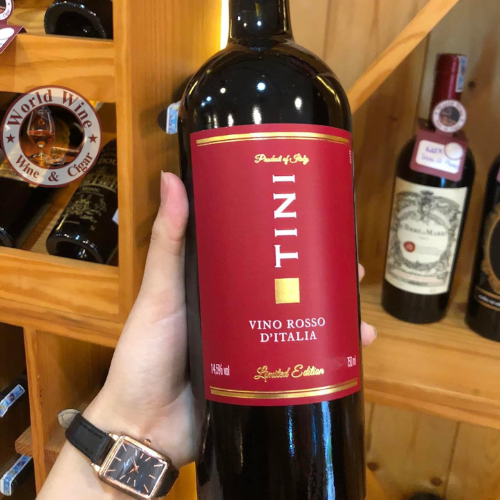 World Wine
Wine & Cigar
Product of Italy
TINI
VINO ROSSO
D'ITALIA
14.5% vol
750 ml
Limited Edition